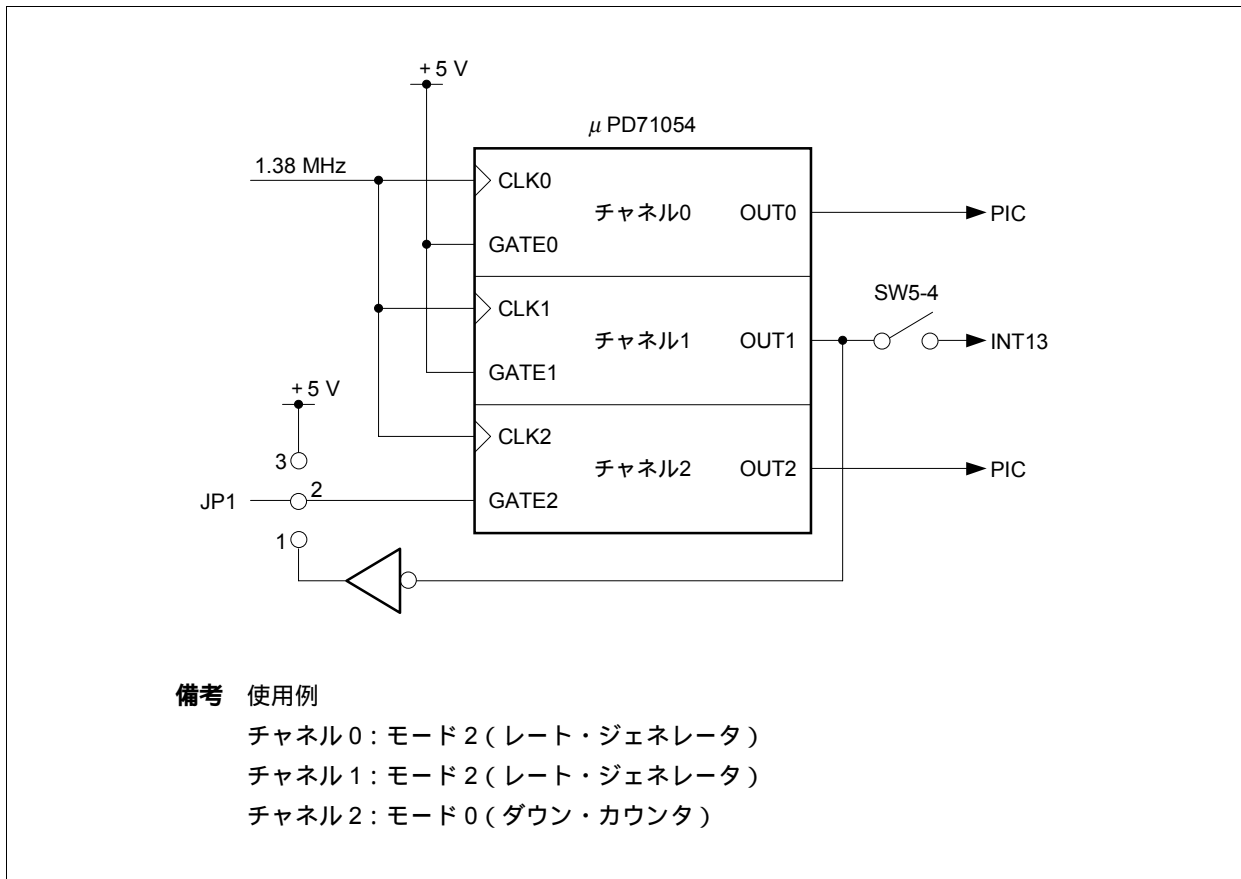 +5 V
μPD71054
1.38 MHz
CLK0
チャネル0
OUT0
PIC
GATE0
SW5-4
CLK1
チャネル1
OUT1
INT13
GATE1
+5 V
CLK2
3
チャネル2
OUT2
PIC
2
JP1
GATE2
1
備考 使用例
チャネル0：モード2（レート・ジェネレータ）
チャネル1：モード2（レート・ジェネレータ）
チャネル2：モード0（ダウン・カウンタ）